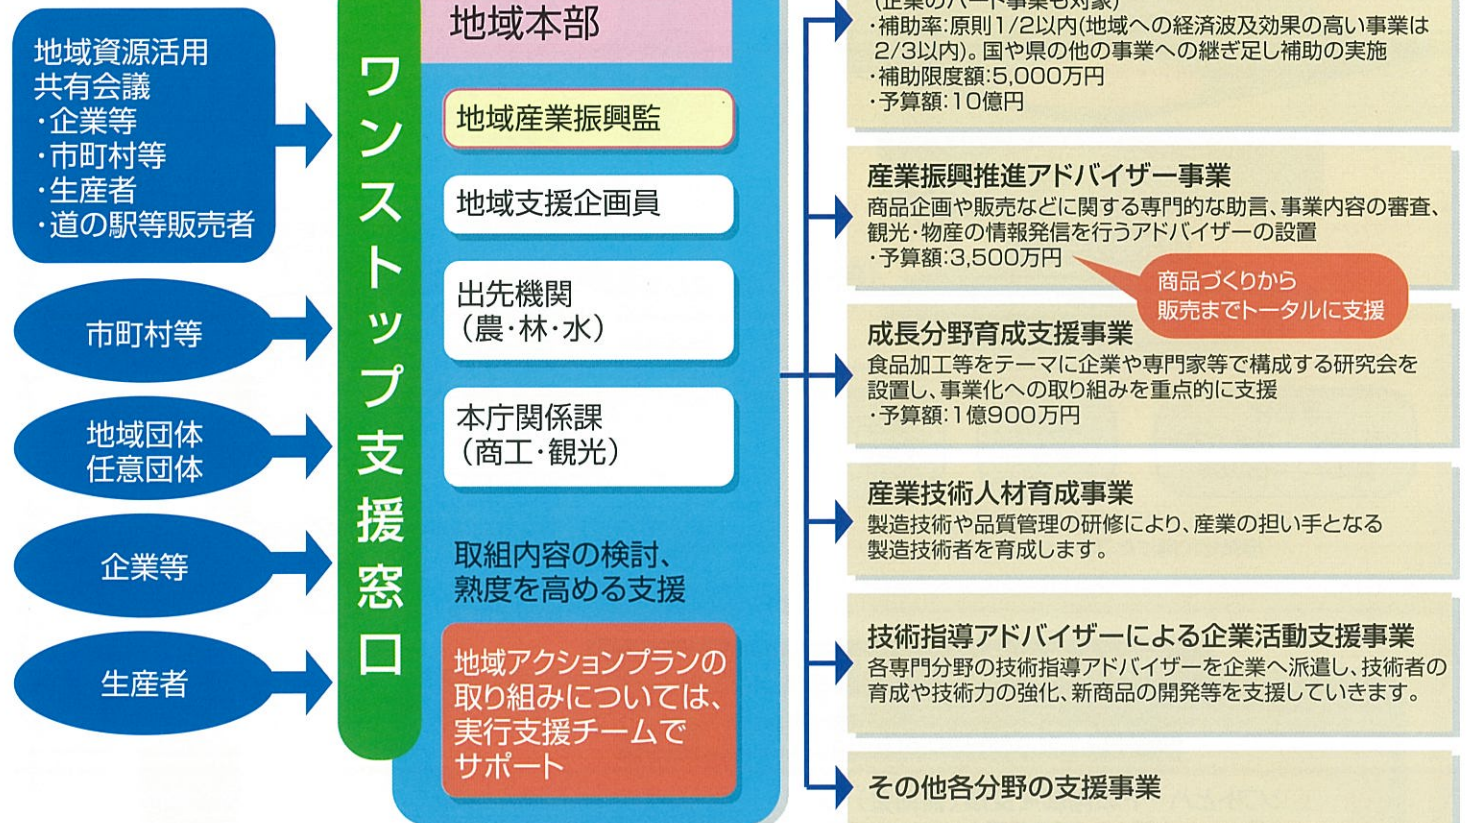 地域資源活用
共有会議
・企業等
・市町村等
・生産者
・道の駅等販売者
市町村等
地域団体
任意団体
企業等
生産者
ワンストップ支援窓口
地域本部
地域産業振興監
地域支援企画員
出先機関
(農・林・水)
本庁関係課
(商工・観光)
取組内容の検討、
熟度を高める支援
地域アクションプランの
取り組みについては、
実行支援チームで
サポート
(企業のハード事業も対象)
・補助率:原則1/2以内(地域への経済波及効果の高い事業は
2/3以内)。国や県の他の事業への継ぎ足し補助の実施
・補助限度額:5,000万円
・予算額:10億円
産業振興推進アドバイザー事業
商品企画や販売などに関する専門的な助言、事業内容の審査、
観光・物産の情報発信を行うアドバイザーの設置
・予算額:3,500万円
商品づくりから
販売までトータルに支援
成長分野育成支援事業
食品加工等をテーマに企業や専門家等で構成する研究会を
設置し、事業化への取り組みを重点的に支援
・予算額:1億900万円
産業技術人材育成事業
製造技術や品質管理の研修により、産業の担い手となる
製造技術者を育成します。
技術指導アドバイザーによる企業活動支援事業
各専門分野の技術指導アドバイザーを企業へ派遣し、技術者の
育成や技術力の強化、新商品の開発等を支援していきます。
その他各分野の支援事業